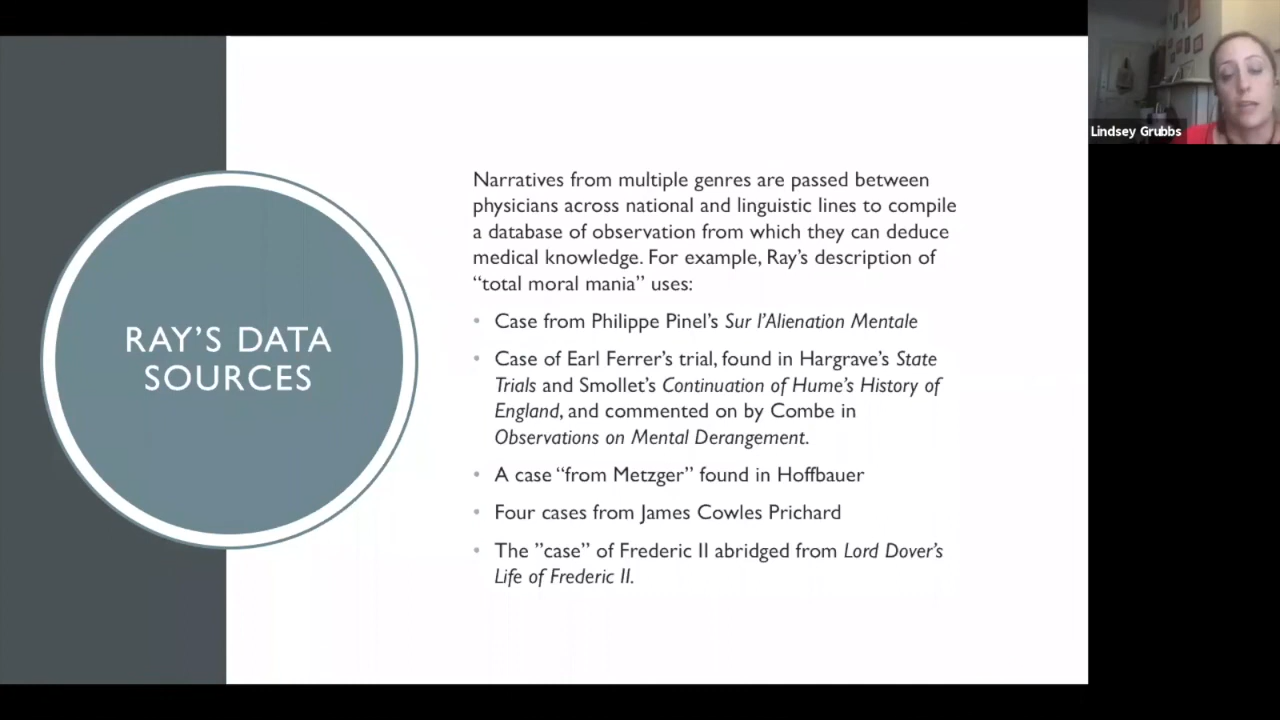 RAY'S DATA
SOURCES
Narratives from multiple genres are passed between
physicians across national and linguistic lines to compile
a database of observation from which they can deduce
medical knowledge. For example, Ray's description of
“total moral mania” uses:
• Case from Philippe Pinel's Sur l'Alienation Mentale
• Case of Earl Ferrer's trial, found in Hargrave's State
Trials and Smollet's Continuation of Hume's History of
England, and commented on by Combe in
Observations on Mental Derangement.
• A case “from Metzger” found in Hoffbauer
• Four cases from James Cowles Prichard
• The ”case” of Frederic II abridged from Lord Dover's
Life of Frederic II.
Lindsey Grubbs